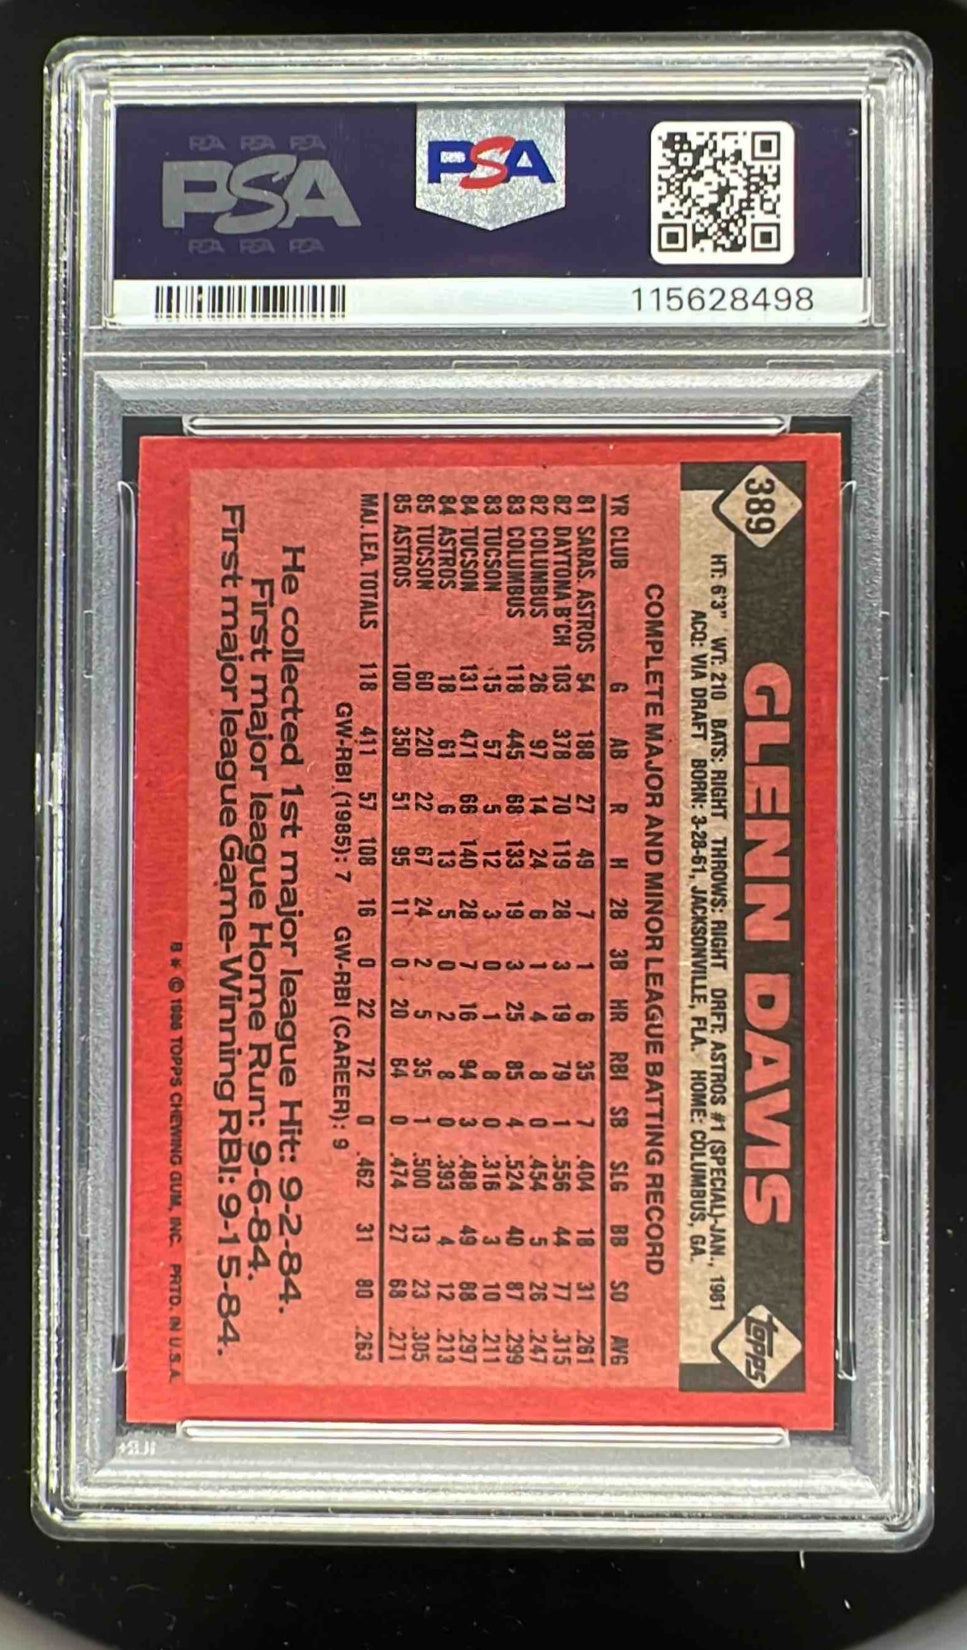 PSA PSA PSA
PSA
PSA PSA PSA
PSA
115628498
389
GLENN DAVIS
topps
HT: 6'3" WT: 210 BATS: RIGHT THROWS: RIGHT DRFT: ASTROS #1 (SPECIAL)-JAN., 1981
ACQ: VIA DRAFT BORN: 3-28-61, JACKSONVILLE, FLA. HOME: COLUMBUS, GA.
COMPLETE MAJOR AND MINOR LEAGUE BATTING RECORD
YR CLUB G AB R H 2B 3B HR RBI SB SLG BB SO AVG
81 SARAS. ASTROS 54 188 27 49 7 1 6 35 7 .404 18 31 .261
82 DAYTONA B'CH 103 378 70 119 28 3 19 79 1 .556 44 77 .315
82 COLUMBUS 26 97 14 24 6 1 4 8 0 .454 5 26 .247
83 COLUMBUS 118 445 68 133 19 3 25 85 4 .524 40 87 .299
83 TUCSON 15 57 5 12 3 0 1 8 0 .316 3 10 .211
84 TUCSON 131 471 66 140 28 7 16 94 3 .488 49 88 .297
84 ASTROS 18 61 6 13 5 0 2 8 0 .393 4 12 .213
85 TUCSON 60 220 22 67 24 2 5 35 1 .500 13 23 .305
85 ASTROS 100 350 51 95 11 0 20 64 0 .474 27 68 .271
MAJ. LEA. TOTALS 118 411 57 108 16 0 22 72 0 .462 31 80 .263
GW-RBI (1985): 7 GW-RBI (CAREER): 9
He collected 1st major league Hit: 9-2-84.
First major league Home Run: 9-6-84.
First major league Game-Winning RBI: 9-15-84.
B * © 1986 TOPPS CHEWING GUM, INC. PRTD. IN U.S.A.